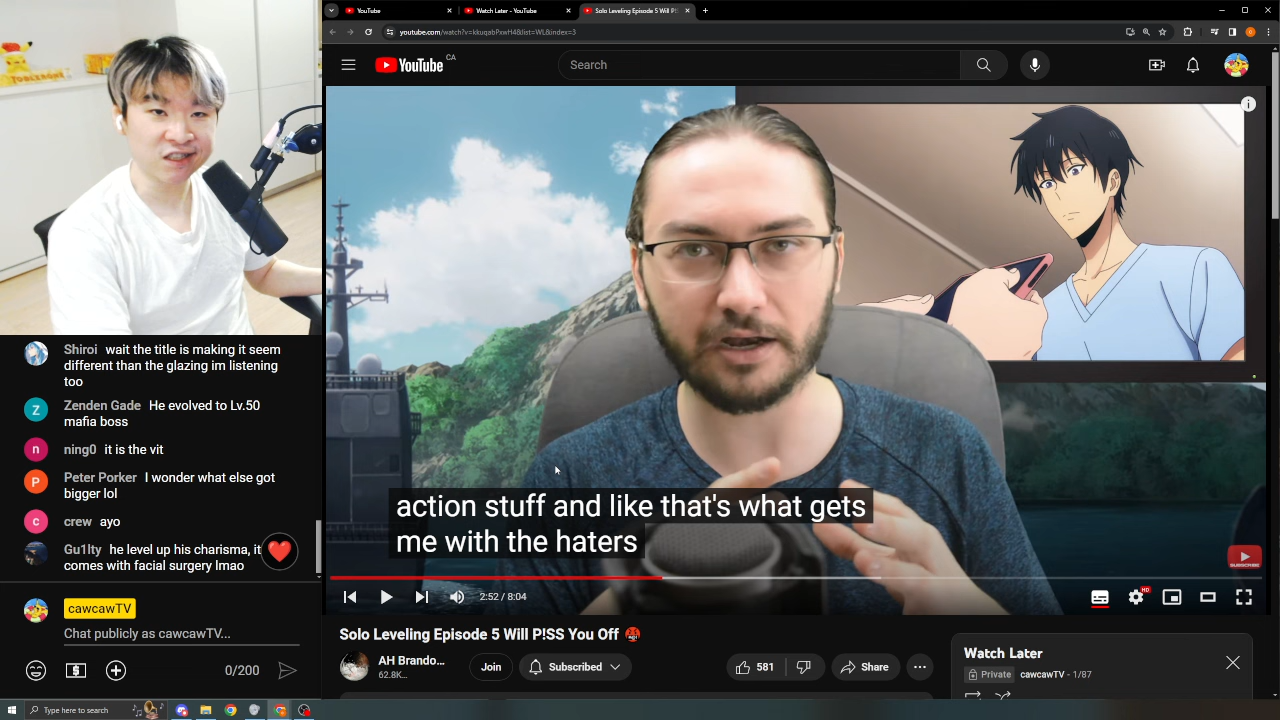 YouTube
Watch Later - YouTube
Solo Leveling Episode 5 Will P!S
youtube.com/watch?v=kkuqabPxwH4&list=WL&index=3
YouTube CA
Search
action stuff and like that's what gets
me with the haters
SUBSCRIBE
2:52 / 8:04
HD
Solo Leveling Episode 5 Will P!SS You Off
AH Brando...
62.8K...
Join
Subscribed
581
Share
Watch Later
Private
cawcawTV - 1/87
Shiroi wait the title is making it seem
different than the glazing im listening
too
Z
Zenden Gade He evolved to Lv.50
mafia boss
n
ning0 it is the vit
P
Peter Porker I wonder what else got
bigger lol
c
crew ayo
Gu1lty he level up his charisma, it
comes with facial surgery lmao
cawcawTV
Chat publicly as cawcawTV...
0/200
Type here to search